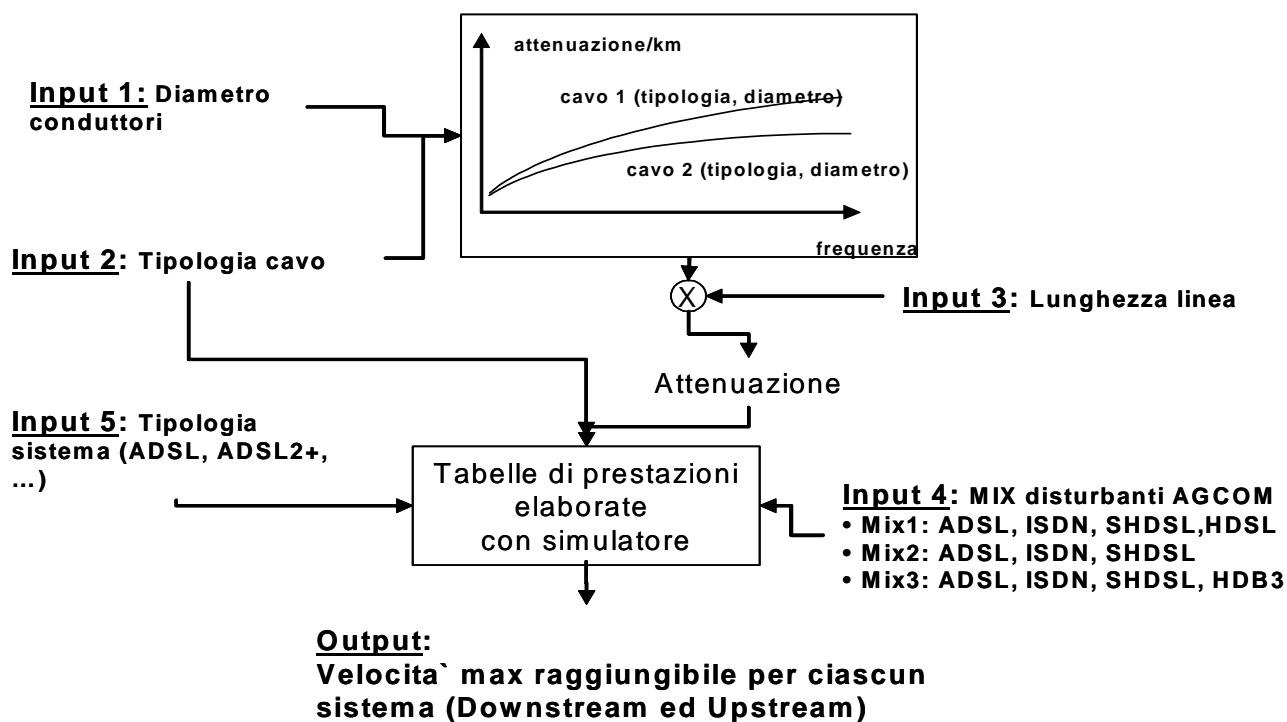 attenuazione/km
cavo 1 (tipologia, diametro)
cavo 2 (tipologia, diametro)
frequenza
Input 1: Diametro
conduttori
Input 2: Tipologia cavo
X
Input 3: Lunghezza linea
Attenuazione
Input 5: Tipologia
sistema (ADSL, ADSL2+,
...)
Tabelle di prestazioni
elaborate
con simulatore
Input 4: MIX disturbanti AGCOM
• Mix1: ADSL, ISDN, SHDSL,HDSL
• Mix2: ADSL, ISDN, SHDSL
• Mix3: ADSL, ISDN, SHDSL, HDB3
Output:
Velocita` max raggiungibile per ciascun
sistema (Downstream ed Upstream)